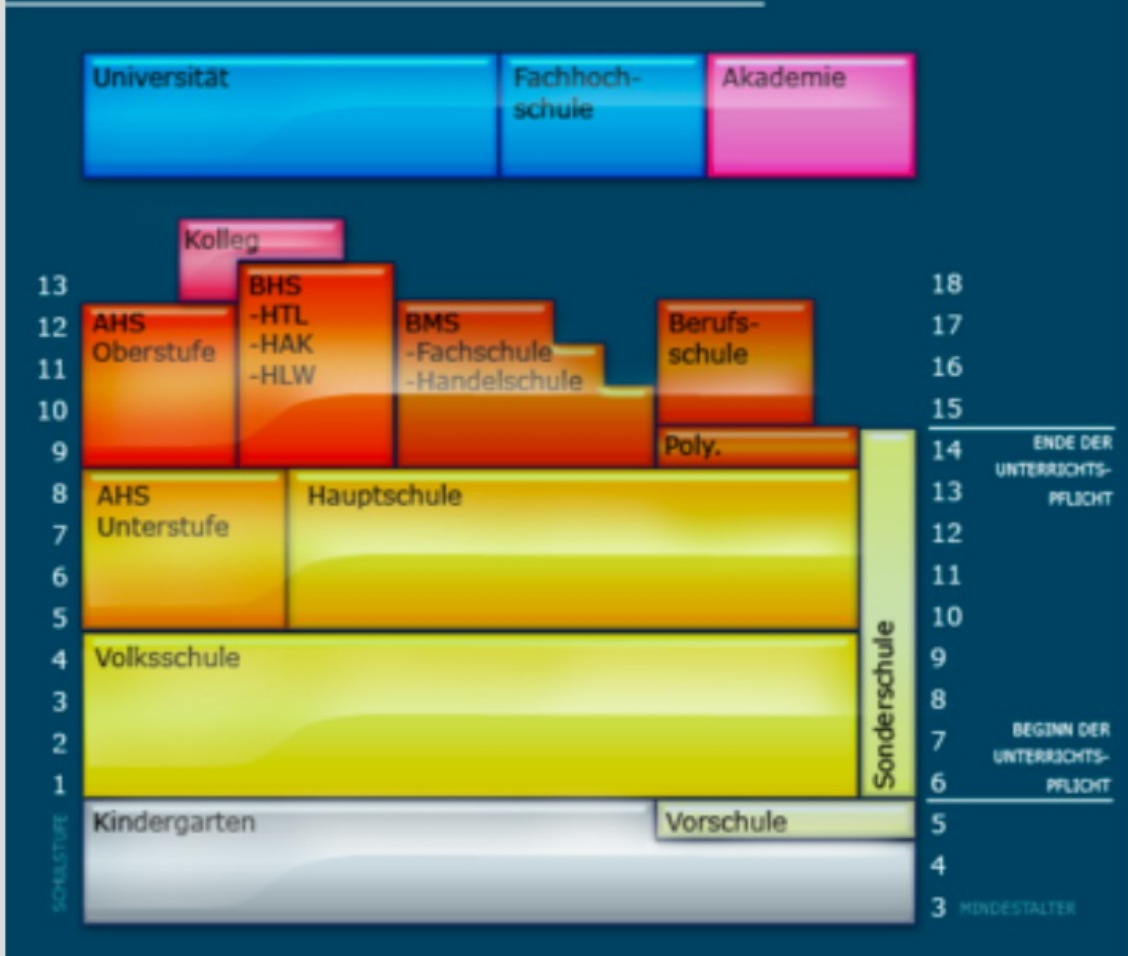 Universität
Fachhoch-
schule
Akademie
Kolleg
13
BHS
18
-HTL
12
AHS
BMS
Berufs-
17
Oberstufe
-HAK
-Fachschule
schule
11
-HLW
-Handelschule
16
10
15
9
Poly.
14
ENDE DER
UNTERRICHTS-
PFLICHT
8
AHS
Hauptschule
13
7
Unterstufe
12
6
11
5
10
4
Volksschule
9
3
8
2
7
BEGINN DER
UNTERRICHTS-
PFLICHT
1
Sonderschule
6
Kindergarten
Vorschule
5
4
SCHULSTUFE
3 MINDESTALTER